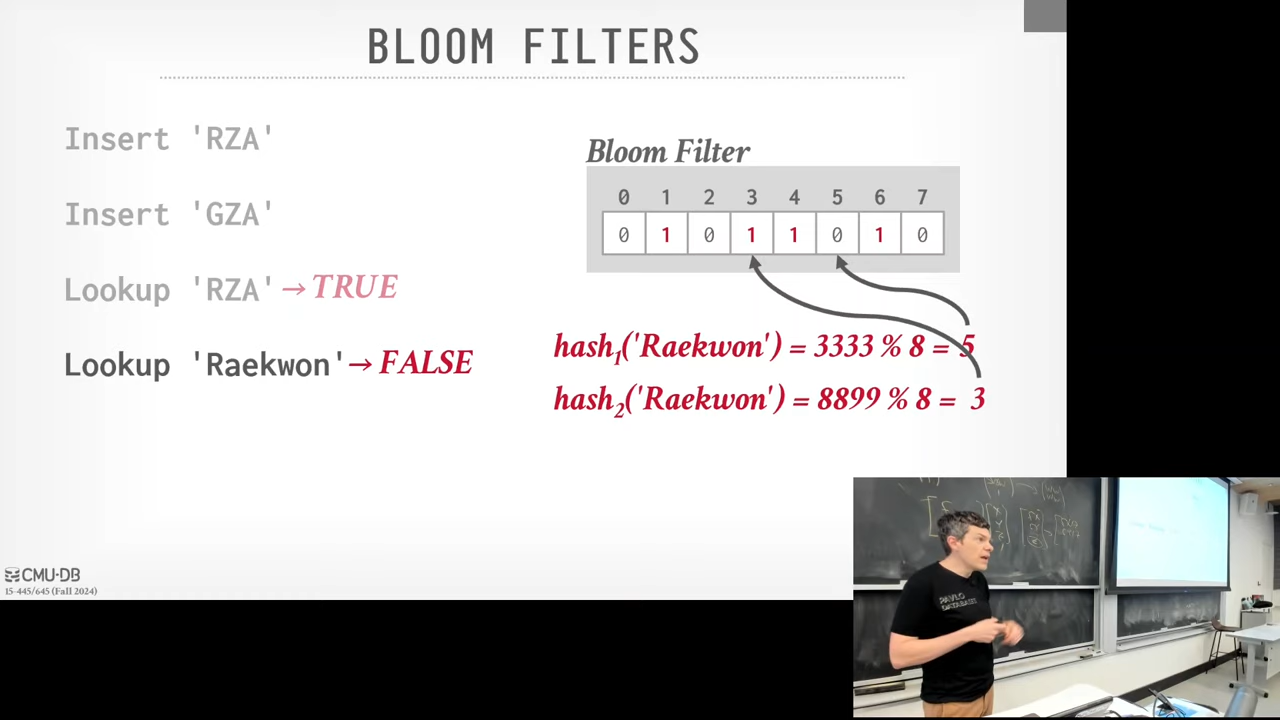 BLOOM FILTERS
Insert 'RZA'
Insert 'GZA'
Lookup 'RZA' → TRUE
Lookup 'Raekwon' → FALSE
Bloom Filter
0 1 2 3 4 5 6 7
0 1 0 1 1 0 1 0
hash1('Raekwon') = 3333 % 8 = 5
hash2('Raekwon') = 8899 % 8 = 3
CMU·DB
15-445/645 (Fall 2024)
PAVLO
DATABASES